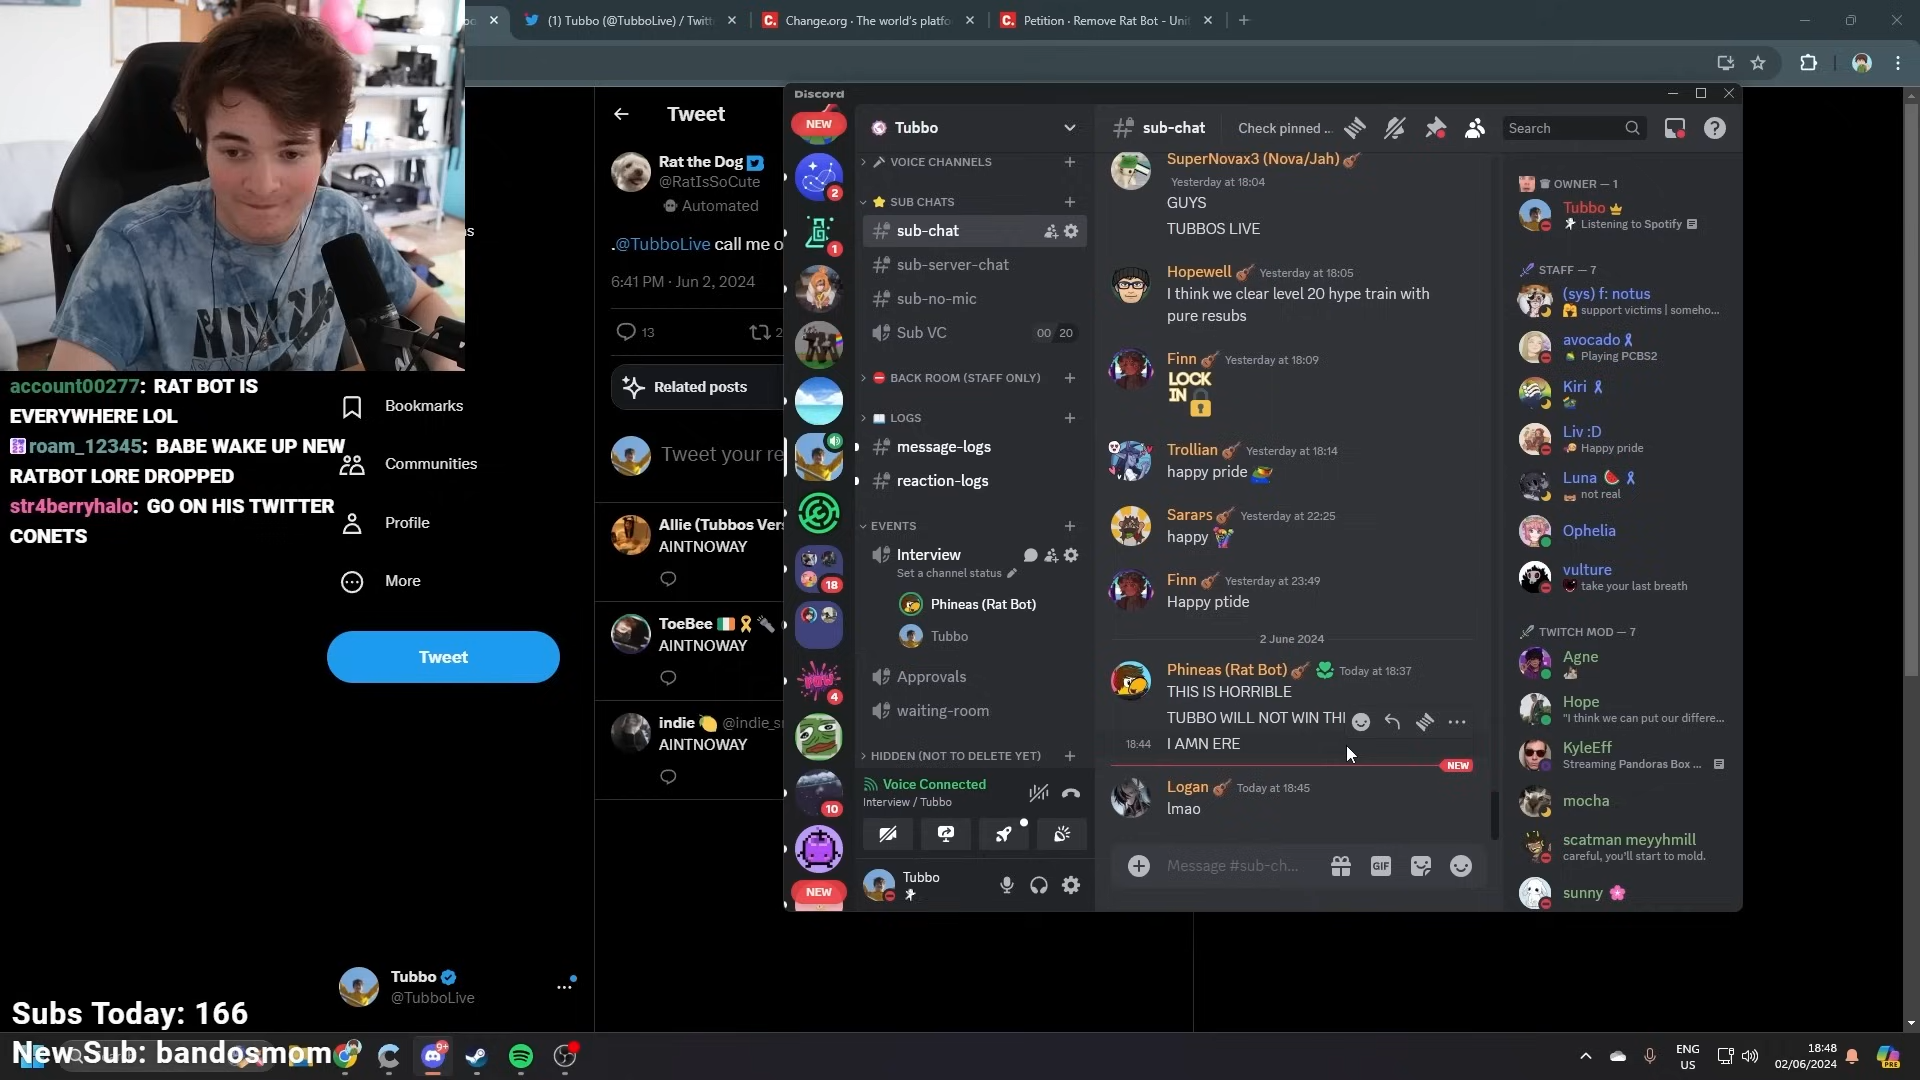 (1) Tubbo (@TubboLive) / Twitt
Change.org · The world's platfo
Petition · Remove Rat Bot - Unit
Tweet
Rat the Dog
@RatIsSoCute
Automated
.@TubboLive call me o
6:41 PM · Jun 2, 2024
13
2
Related posts
Tweet your re
Allie (Tubbos Vers
AINTNOWAY
ToeBee
AINTNOWAY
indie @indie_sr
AINTNOWAY
account00277: RAT BOT IS
EVERYWHERE LOL
roam_12345: BABE WAKE UP NEW
RATBOT LORE DROPPED
str4berryhalo: GO ON HIS TWITTER
CONETS
Bookmarks
Communities
Profile
More
Tweet
Tubbo
@TubboLive
Subs Today: 166
New Sub: bandosmom
Discord
NEW
2
1
18
4
10
NEW
Tubbo
VOICE CHANNELS
SUB CHATS
sub-chat
sub-server-chat
sub-no-mic
Sub VC 00 20
BACK ROOM (STAFF ONLY)
LOGS
message-logs
reaction-logs
EVENTS
Interview
Set a channel status
Phineas (Rat Bot)
Tubbo
Approvals
waiting-room
HIDDEN (NOT TO DELETE YET)
Voice Connected
Interview / Tubbo
Tubbo
sub-chat
Check pinned ...
Search
SuperNovax3 (Nova/Jah)
Yesterday at 18:04
GUYS
TUBBOS LIVE
Hopewell Yesterday at 18:05
I think we clear level 20 hype train with
pure resubs
Finn Yesterday at 18:09
LOCK
IN
Trollian Yesterday at 18:14
happy pride
Saraps Yesterday at 22:25
happy
Finn Yesterday at 23:49
Happy ptide
2 June 2024
Phineas (Rat Bot) Today at 18:37
THIS IS HORRIBLE
TUBBO WILL NOT WIN THI
18:44 I AMN ERE
NEW
Logan Today at 18:45
lmao
Message #sub-ch...
GIF
OWNER — 1
Tubbo
Listening to Spotify
STAFF — 7
(sys) f: notus
support victims | someho...
avocado
Playing PCBS2
Kiri
Liv :D
Happy pride
Luna
not real
Ophelia
vulture
take your last breath
TWITCH MOD — 7
Agne
Hope
"I think we can put our differe...
KyleEff
Streaming Pandoras Box ...
mocha
scatman meyyhmill
careful, you'll start to mold.
sunny
9+
ENG
US
18:48
02/06/2024
PRE